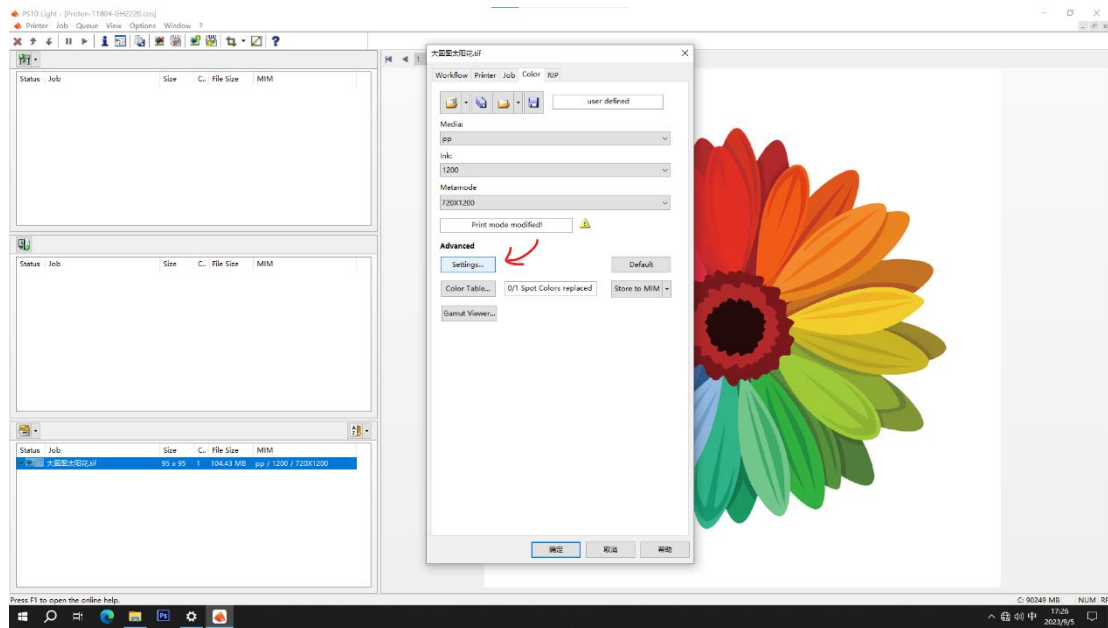 PS10 Light - [Proton-T1804-GH2220.cos]
Printer Job Queue View Options Window ?
大画图太阳花.tif
Workflow Printer Job Color RIP
Status Job Size C.. File Size MIM
user defined
Media:
pp
Ink:
1200
Metamode
720X1200
Print mode modified!
Advanced
Status Job Size C.. File Size MIM
Settings...
Default
Color Table...
0/1 Spot Colors replaced
Store to MIM
Gamut Viewer...
Status Job Size C.. File Size MIM
大画图太阳花.tif 95 x 95 1 104.43 MB pp / 1200 / 720X1200
确定 取消 帮助
Press F1 to open the online help.
C: 90249 MB NUM
Ps
中
17:26
2023/9/5